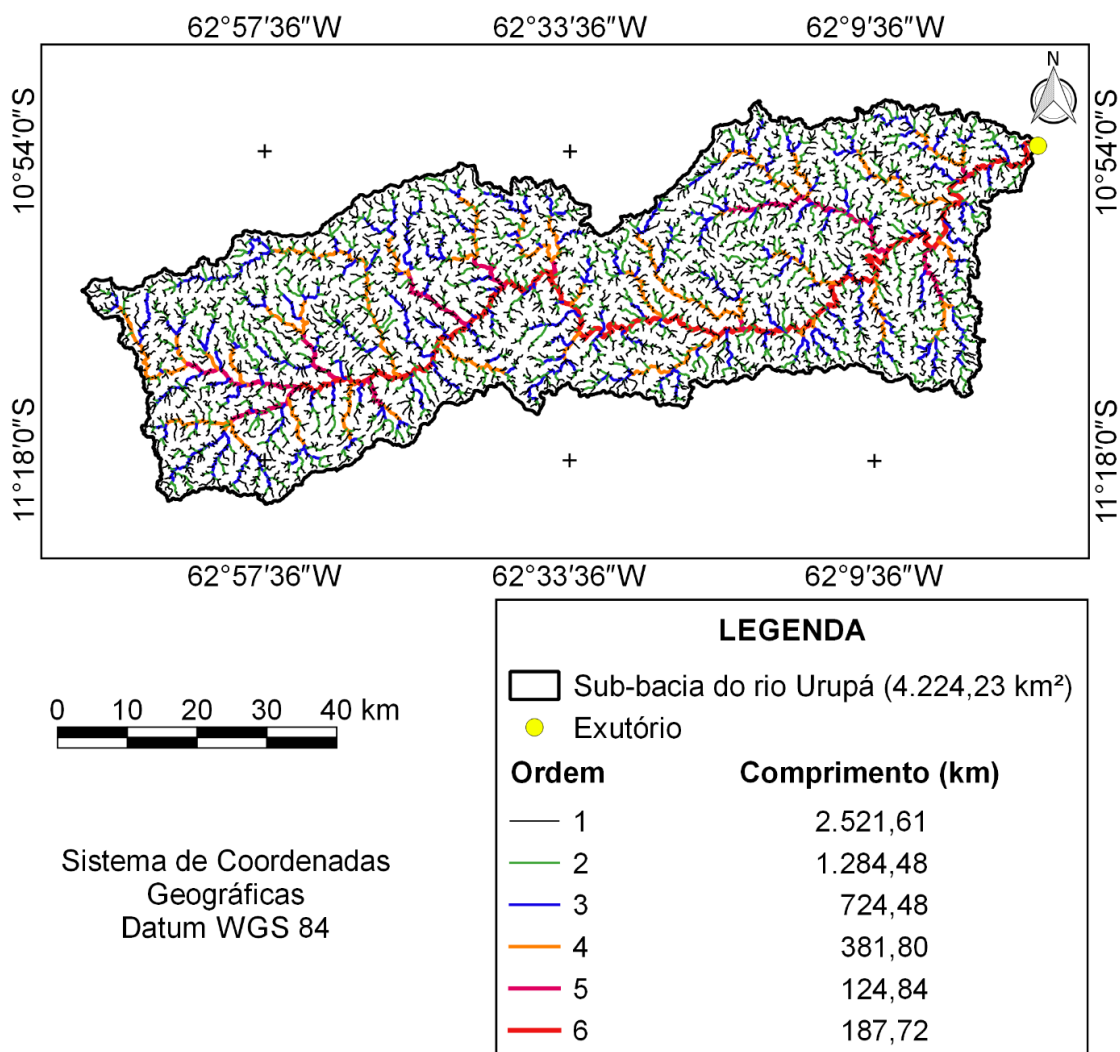 62°57′36″W 62°33′36″W 62°9′36″W
N
10°54′0″S 10°54′0″S
11°18′0″S 11°18′0″S
62°57′36″W 62°33′36″W 62°9′36″W
LEGENDA
Sub-bacia do rio Urupá (4.224,23 km²)
Exutório
Ordem Comprimento (km)
1 2.521,61
2 1.284,48
3 724,48
4 381,80
5 124,84
6 187,72
0 10 20 30 40 km
Sistema de Coordenadas
Geográficas
Datum WGS 84